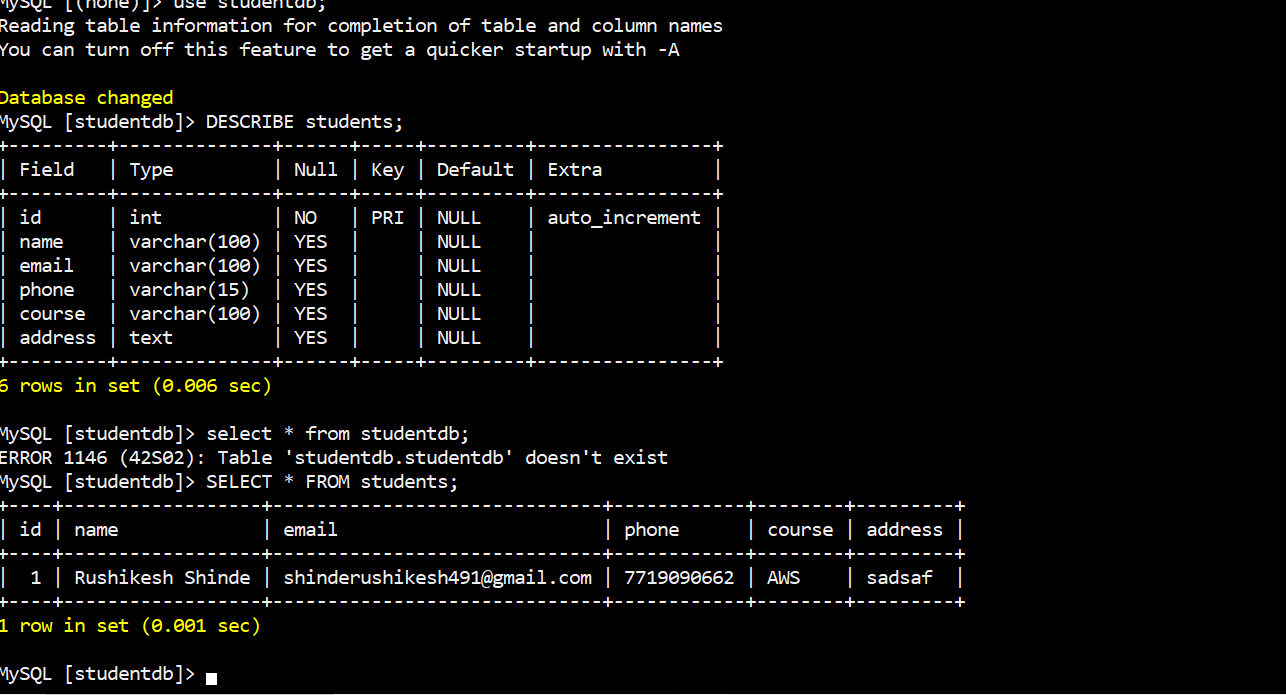 MySQL [(none)]> use studentdb;
Reading table information for completion of table and column names
You can turn off this feature to get a quicker startup with -A
Database changed
MySQL [studentdb]> DESCRIBE students;
+---------+--------------+------+-----+---------+----------------+
| Field   | Type         | Null | Key | Default | Extra          |
+---------+--------------+------+-----+---------+----------------+
| id      | int          | NO   | PRI | NULL    | auto_increment |
| name    | varchar(100) | YES  |     | NULL    |                |
| email   | varchar(100) | YES  |     | NULL    |                |
| phone   | varchar(15)  | YES  |     | NULL    |                |
| course  | varchar(100) | YES  |     | NULL    |                |
| address | text         | YES  |     | NULL    |                |
+---------+--------------+------+-----+---------+----------------+
6 rows in set (0.006 sec)
MySQL [studentdb]> select * from studentdb;
ERROR 1146 (42S02): Table 'studentdb.studentdb' doesn't exist
MySQL [studentdb]> SELECT * FROM students;
+----+------------------+------------------------------+------------+--------+---------+
| id | name             | email                        | phone      | course | address |
+----+------------------+------------------------------+------------+--------+---------+
|  1 | Rushikesh Shinde | shinderushikesh491@gmail.com | 7719090662 | AWS    | sadsaf  |
+----+------------------+------------------------------+------------+--------+---------+
1 row in set (0.001 sec)
MySQL [studentdb]>